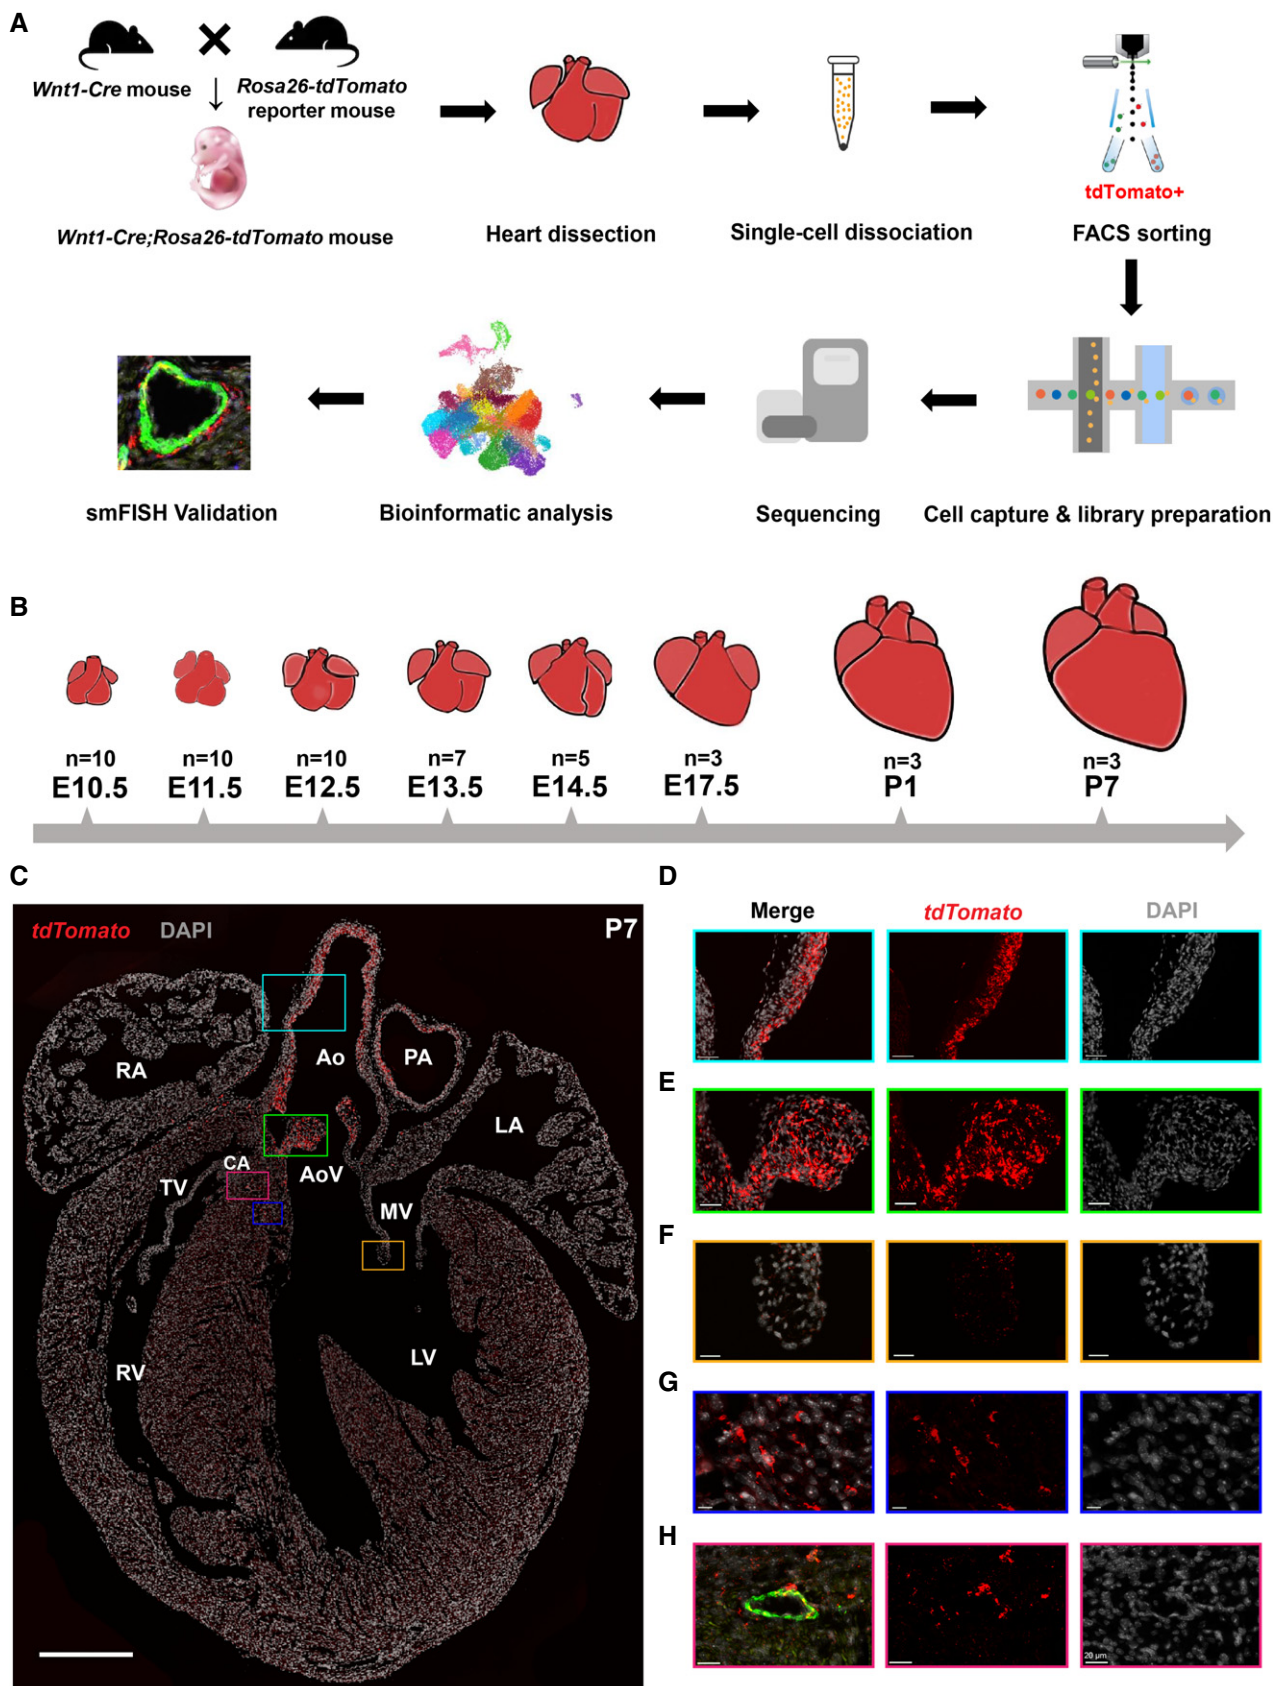 A
Wnt1-Cre mouse
Rosa26-tdTomato
reporter mouse
Wnt1-Cre;Rosa26-tdTomato mouse
Heart dissection
Single-cell dissociation
tdTomato+
FACS sorting
smFISH Validation
Bioinformatic analysis
Sequencing
Cell capture & library preparation
B
n=10
E10.5
n=10
E11.5
n=10
E12.5
n=7
E13.5
n=5
E14.5
n=3
E17.5
n=3
P1
n=3
P7
C
tdTomato DAPI
P7
RA
Ao
PA
LA
CA
AoV
TV
MV
RV
LV
D
Merge
tdTomato
DAPI
E
F
G
H
20 µm